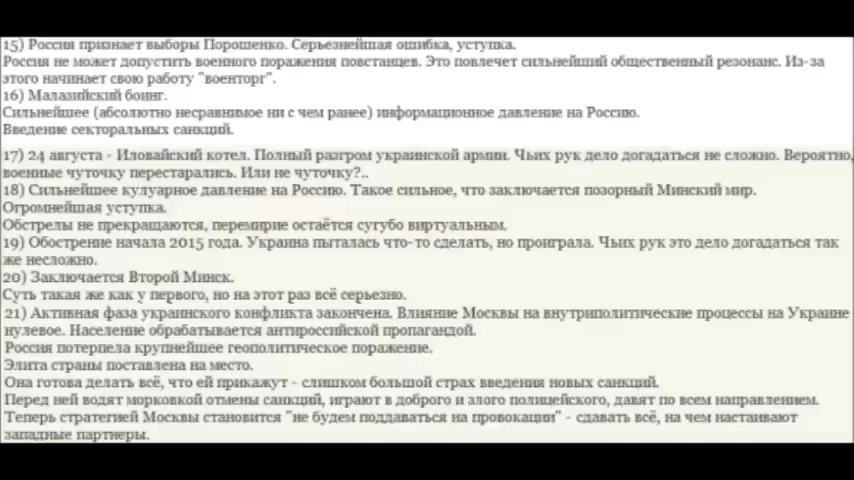 15) Россия признает выборы Порошенко. Серьезнейшая ошибка, уступка.
Россия не может допустить военного поражения повстанцев. Это повлечет сильнейший общественный резонанс. Из-за
этого начинает свою работу "военторг".
16) Малазийский боинг.
Сильнейшее (абсолютно несравнимое ни с чем ранее) информационное давление на Россию.
Введение секторальных санкций.
17) 24 августа - Иловайский котел. Полный разгром украинской армии. Чьих рук дело догадаться не сложно. Вероятно,
военные чуточку перестарались. Или не чуточку?..
18) Сильнейшее кулуарное давление на Россию. Такое сильное, что заключается позорный Минский мир.
Огромнейшая уступка.
Обстрелы не прекращаются, перемирие остаётся сугубо виртуальным.
19) Обострение начала 2015 года. Украина пыталась что-то сделать, но проиграла. Чьих рук это дело догадаться так
же несложно.
20) Заключается Второй Минск.
Суть такая же как у первого, но на этот раз всё серьезно.
21) Активная фаза украинского конфликта закончена. Влияние Москвы на внутриполитические процессы на Украине
нулевое. Население обрабатывается антироссийской пропагандой.
Россия потерпела крупнейшее геополитическое поражение.
Элита страны поставлена на место.
Она готова делать всё, что ей прикажут - слишком большой страх введения новых санкций.
Перед ней водят морковкой отмены санкций, играют в доброго и злого полицейского, давят по всем направлением.
Теперь стратегией Москвы становится "не будем поддаваться на провокации" - сдавать всё, на чем настаивают
западные партнеры.